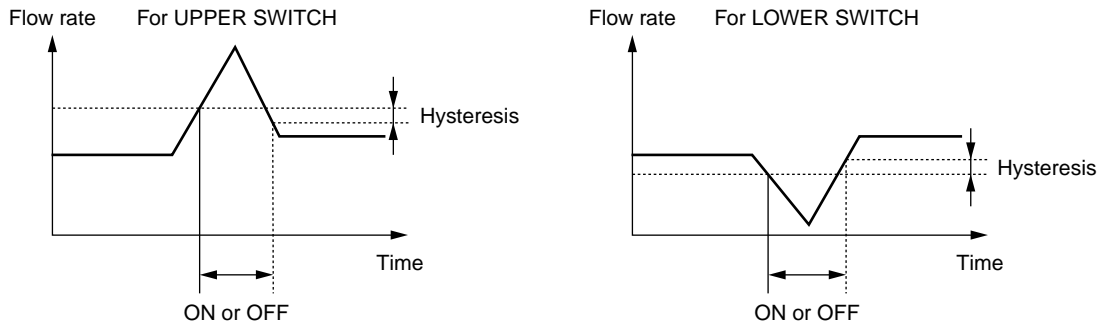 Flow rate For UPPER SWITCH
Hysteresis
Time
ON or OFF
Flow rate For LOWER SWITCH
Hysteresis
Time
ON or OFF